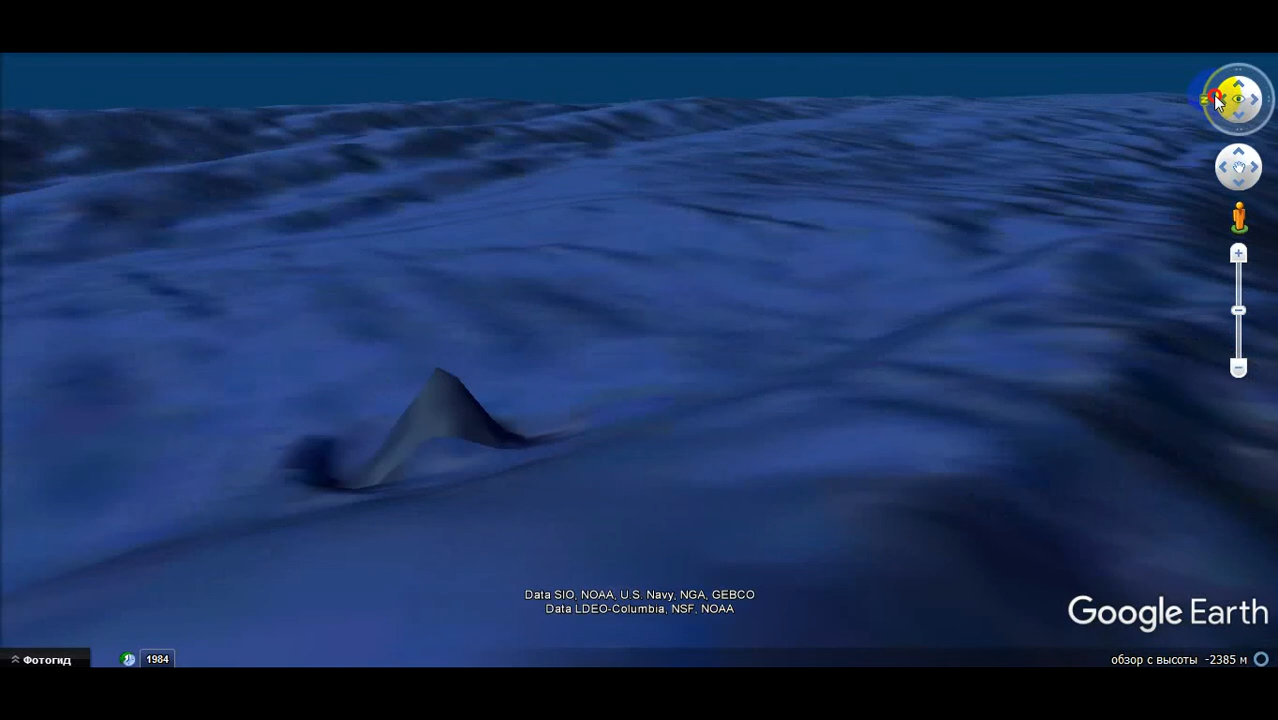 N
Data SIO, NOAA, U.S. Navy, NGA, GEBCO
Data LDEO-Columbia, NSF, NOAA
Google Earth
Фотогид
1984
обзор с высоты -2385 м